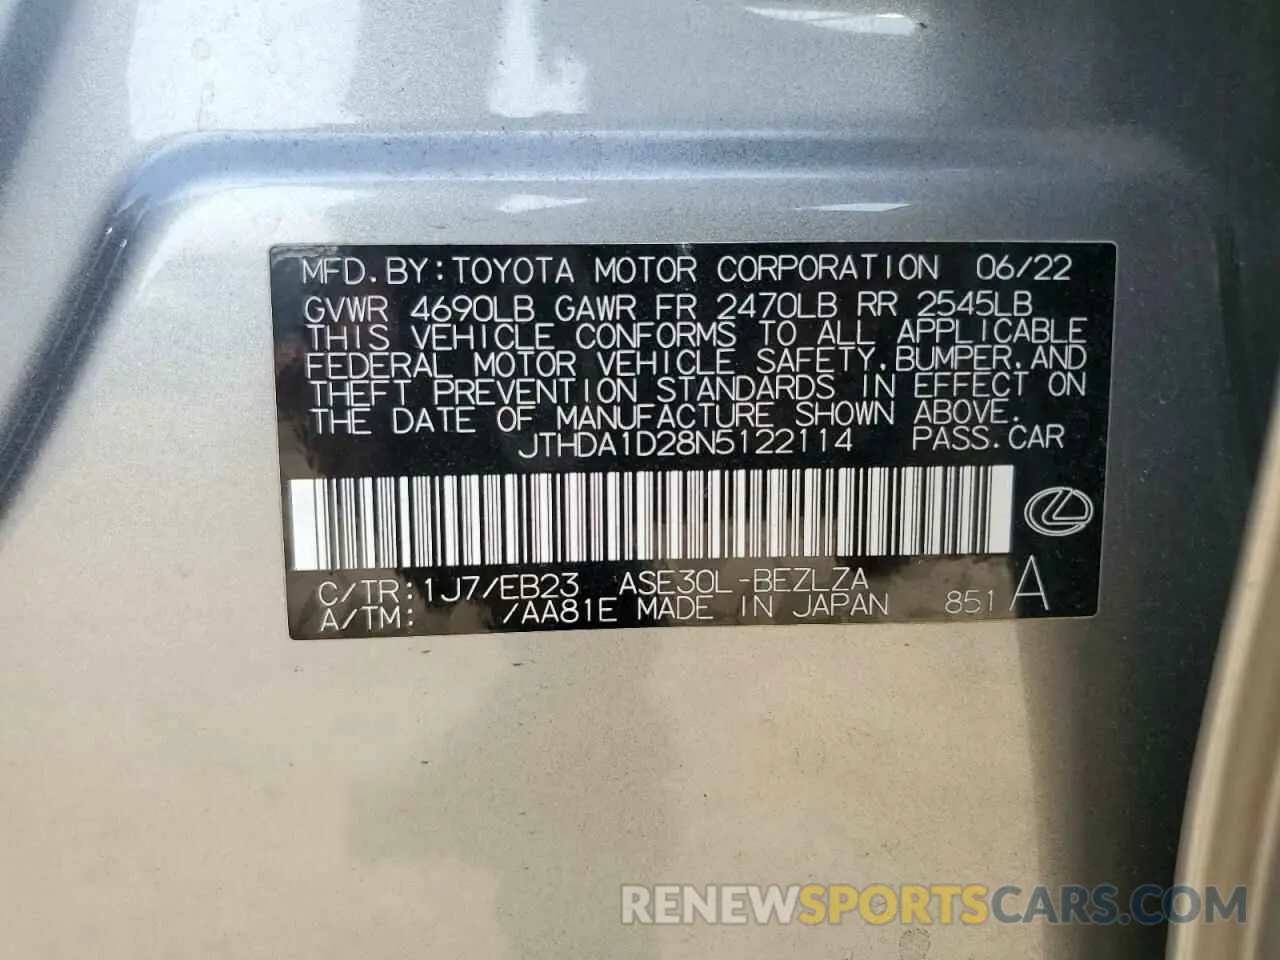 MFD.BY:TOYOTA MOTOR CORPORATION 06/22
GVWR 4690LB GAWR FR 2470LB RR 2545LB
THIS VEHICLE CONFORMS TO ALL APPLICABLE
FEDERAL MOTOR VEHICLE SAFETY,BUMPER,AND
THEFT PREVENTION STANDARDS IN EFFECT ON
THE DATE OF MANUFACTURE SHOWN ABOVE.
JTHDA1D28N5122114 PASS.CAR
C/TR:1J7/EB23 ASE30L-BEZLZA
A/TM: /AA81E MADE IN JAPAN 851 A
RENEWSPORTSCARS.COM